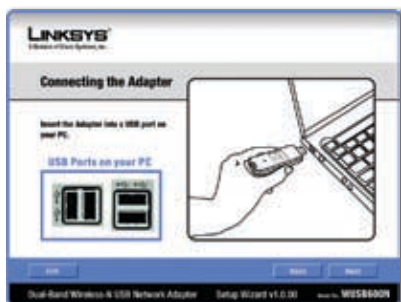 LINKSYS®
A Division of Cisco Systems, Inc.
Connecting the Adapter
Insert the Adapter into a USB port on
your PC.
USB Ports on your PC
Exit
Back
Next
Dual-Band Wireless-N USB Network Adapter
Setup Wizard v1.0.00
Model No. WUSB600N